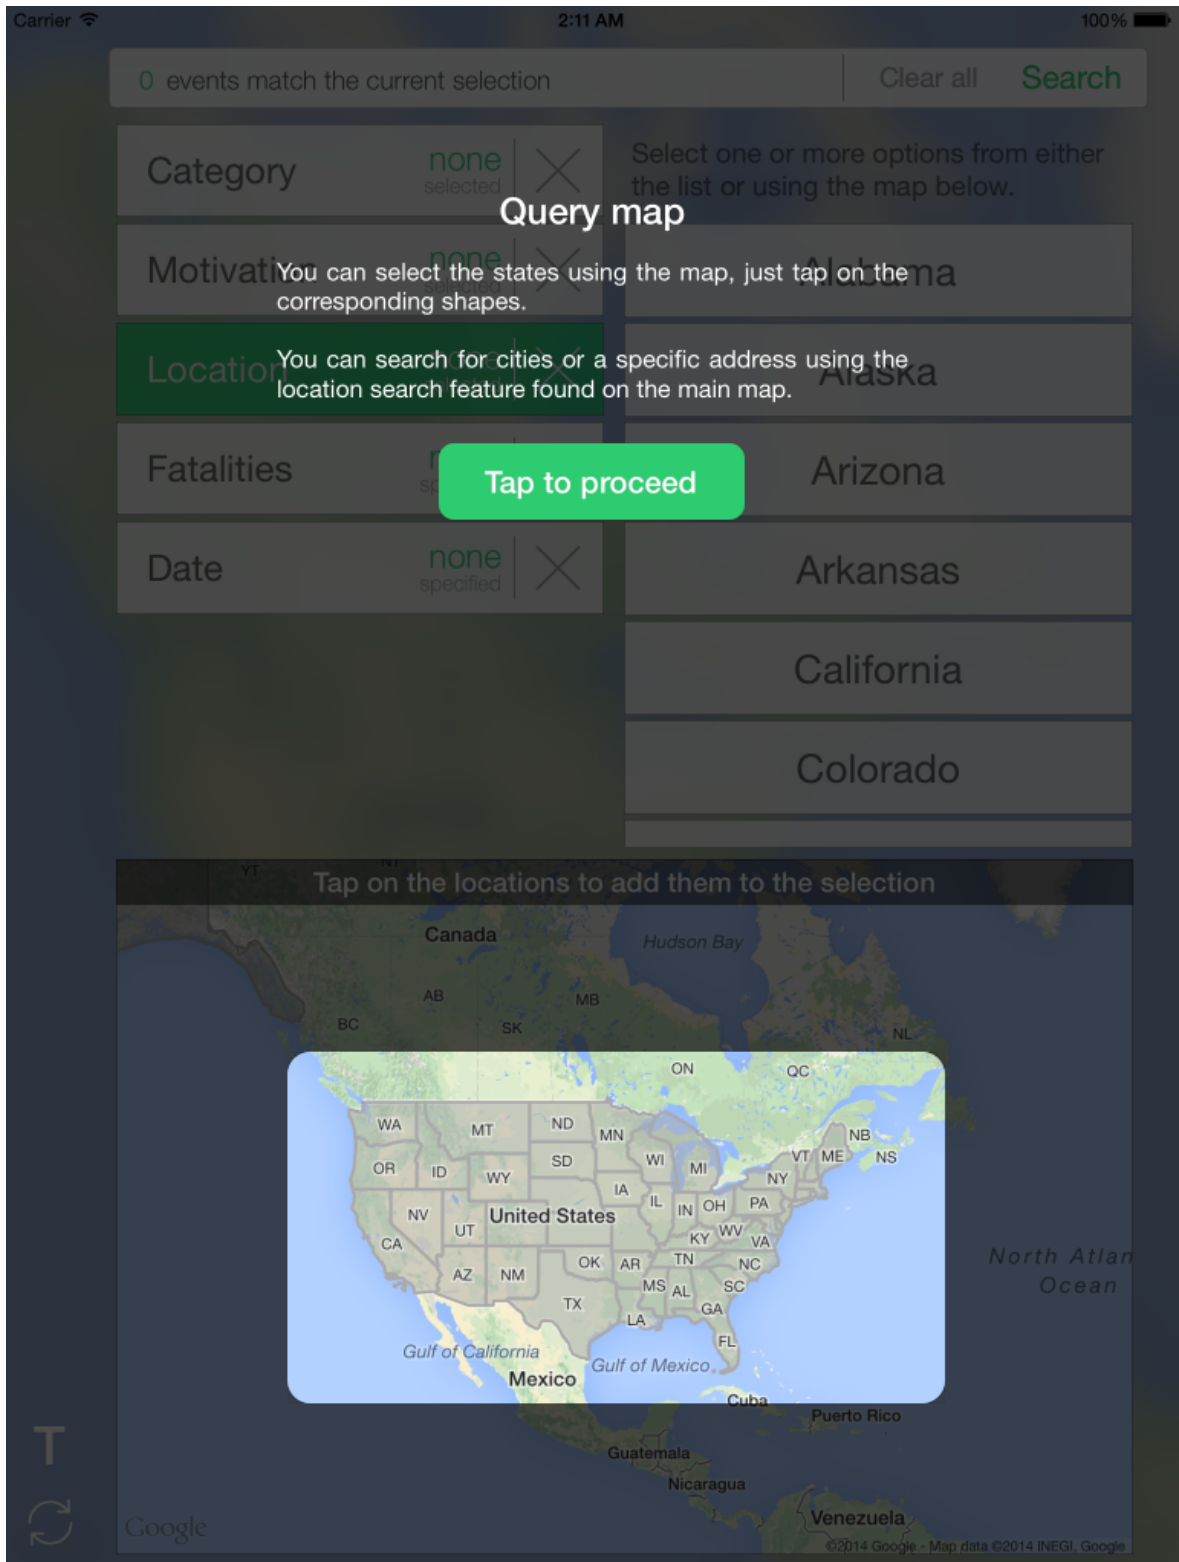 Carrier 2:11 AM 100%
0 events match the current selection Clear all Search
Category none selected
Select one or more options from either
the list or using the map below.
Query map
Motivation none selected
Alabama
You can select the states using the map, just tap on the
corresponding shapes.
Location none selected
Alaska
You can search for cities or a specific address using the
location search feature found on the main map.
Fatalities
Arizona
Tap to proceed
Date none specified
Arkansas
California
Colorado
YT NT
Tap on the locations to add them to the selection
Canada Hudson Bay
AB MB
BC SK NL
ON QC
WA MT ND MN NB
OR ID WY SD WI MI VT ME NS
NY
IA IL IN OH PA
NV UT United States
CA KY WV VA
AZ NM OK AR TN NC
TX MS AL GA SC
LA FL
North Atlan
Ocean
Gulf of California Gulf of Mexico
Mexico
Cuba
Puerto Rico
T
Guatemala
Nicaragua
Venezuela
Google
©2014 Google - Map data ©2014 INEGI, Google